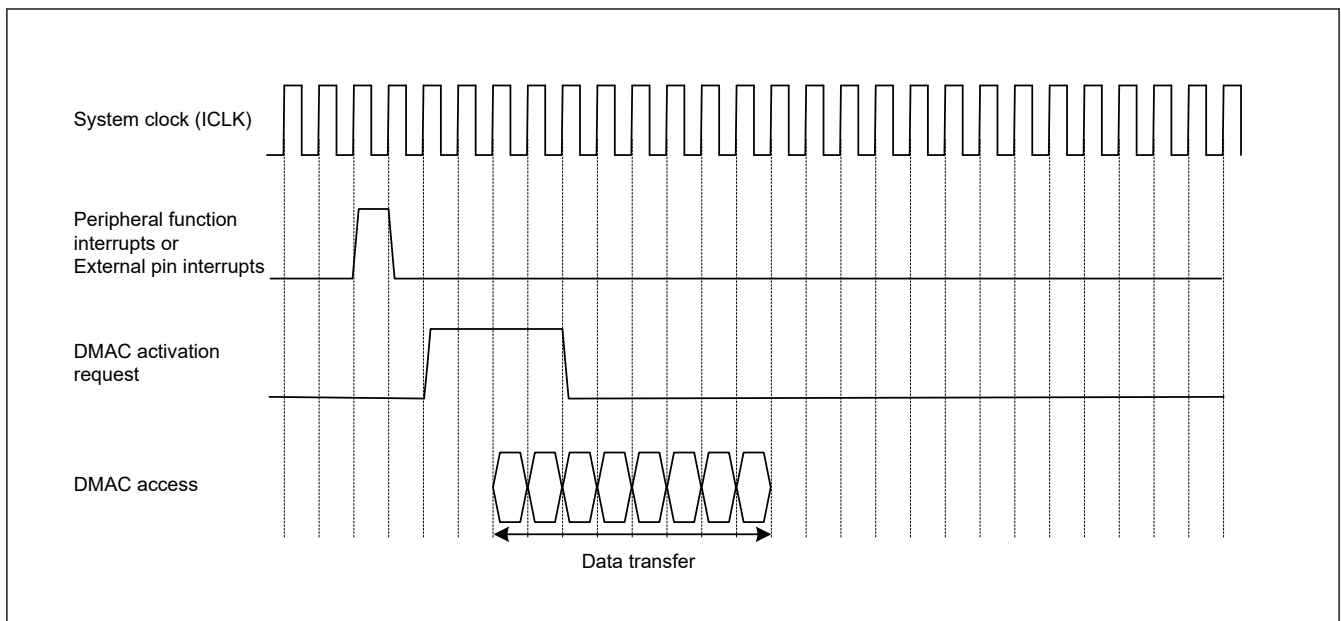 System clock (ICLK)
Peripheral function
interrupts or
External pin interrupts
DMAC activation
request
DMAC access
Data transfer